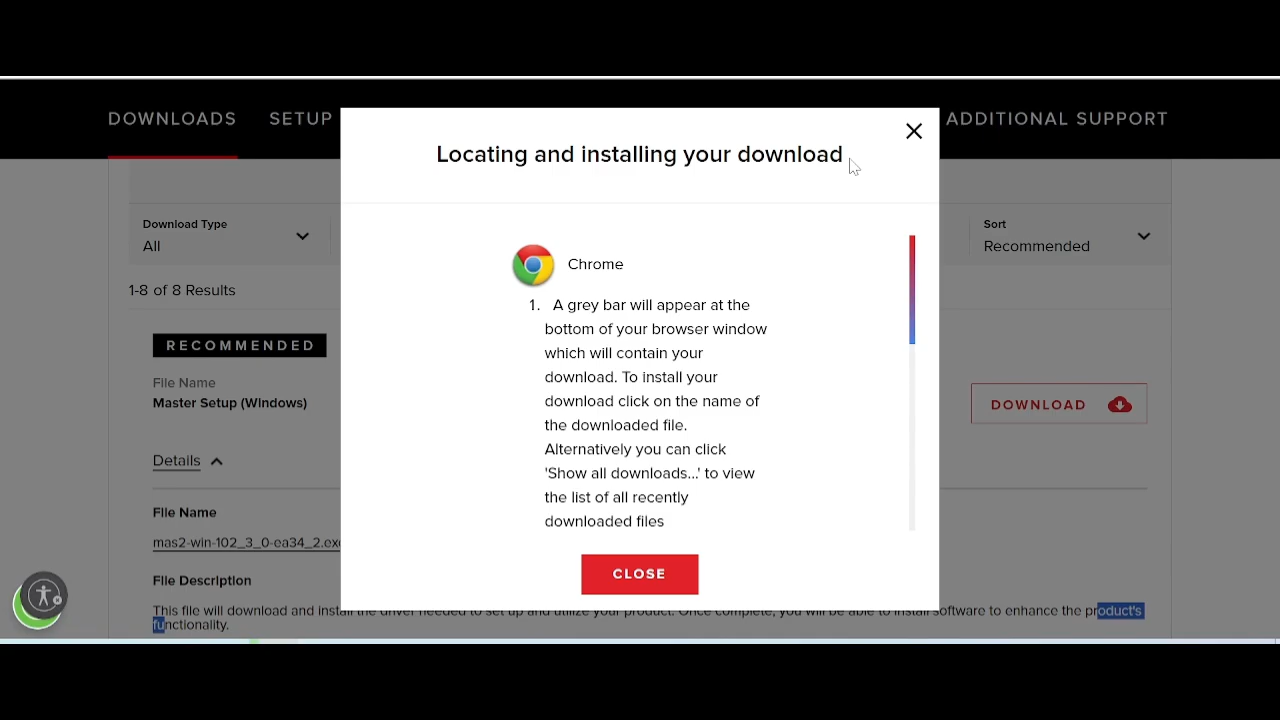 DOWNLOADS
SETUP
ADDITIONAL SUPPORT
Locating and installing your download
Download Type
All
Sort
Recommended
1-8 of 8 Results
RECOMMENDED
File Name
Master Setup (Windows)
DOWNLOAD
Details
File Name
mas2-win-102_3_0-ea34_2.exe
File Description
This file will download and install the driver needed to set up and utilize your product. Once complete, you will be able to install software to enhance the product's
functionality.
Chrome
1. A grey bar will appear at the
bottom of your browser window
which will contain your
download. To install your
download click on the name of
the downloaded file.
Alternatively you can click
'Show all downloads...' to view
the list of all recently
downloaded files
CLOSE